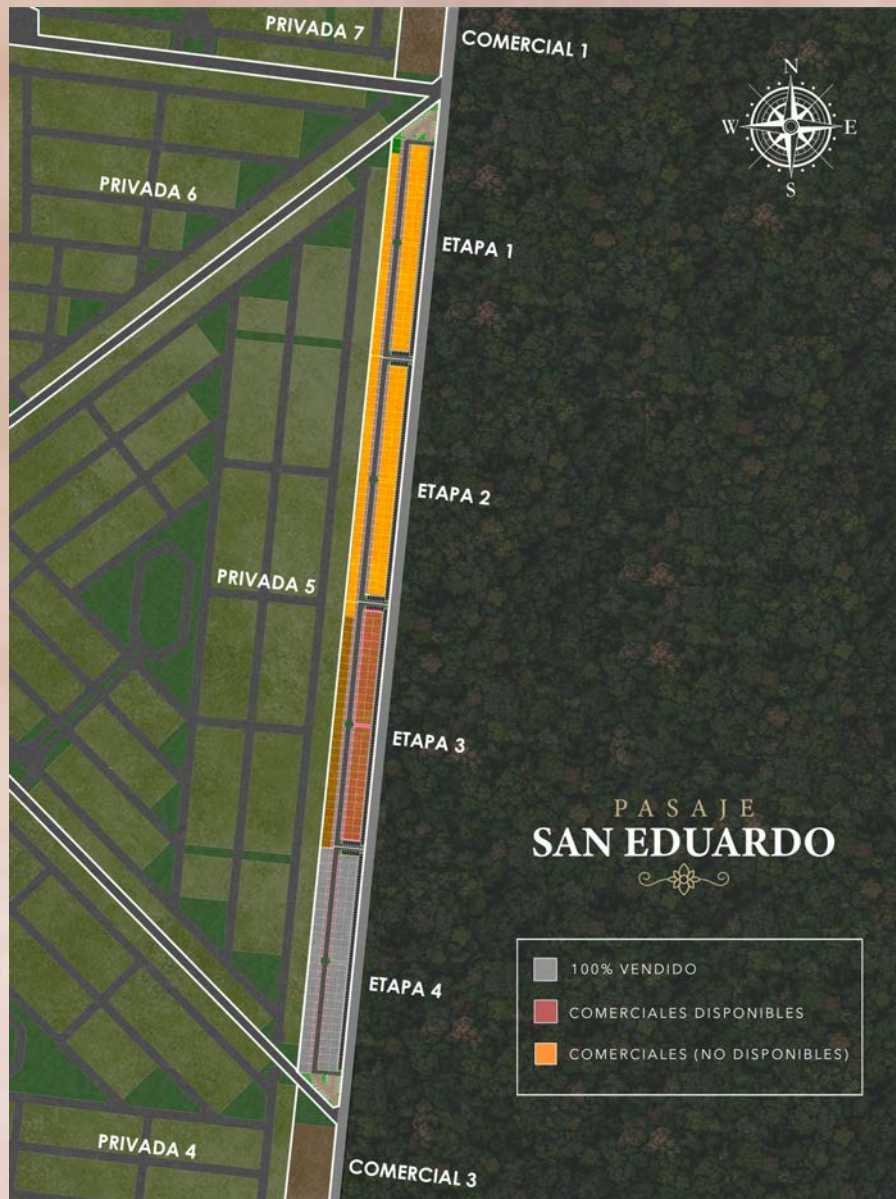 PRIVADA 7
COMERCIAL 1
N
W E
S
PRIVADA 6
ETAPA 1
ETAPA 2
PRIVADA 5
ETAPA 3
PASAJE
SAN EDUARDO
100% VENDIDO
ETAPA 4
COMERCIALES DISPONIBLES
COMERCIALES (NO DISPONIBLES)
PRIVADA 4
COMERCIAL 3